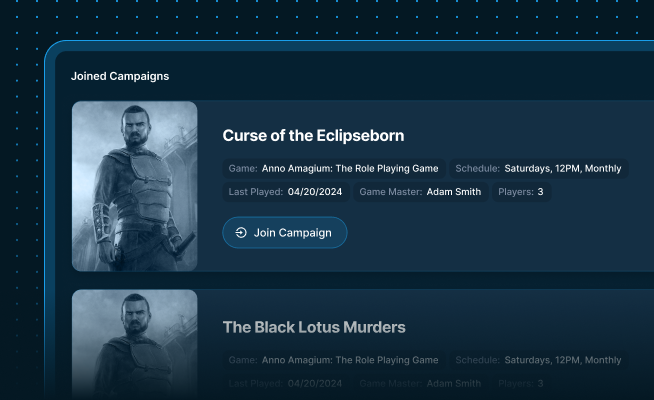 Joined Campaigns
Curse of the Eclipseborn
Game: Anno Amagium: The Role Playing Game Schedule: Saturdays, 12PM, Monthly
Last Played: 04/20/2024 Game Master: Adam Smith Players: 3
Join Campaign
The Black Lotus Murders
Game: Anno Amagium: The Role Playing Game Schedule: Saturdays, 12PM, Monthly
Last Played: 04/20/2024 Game Master: Adam Smith Players: 3